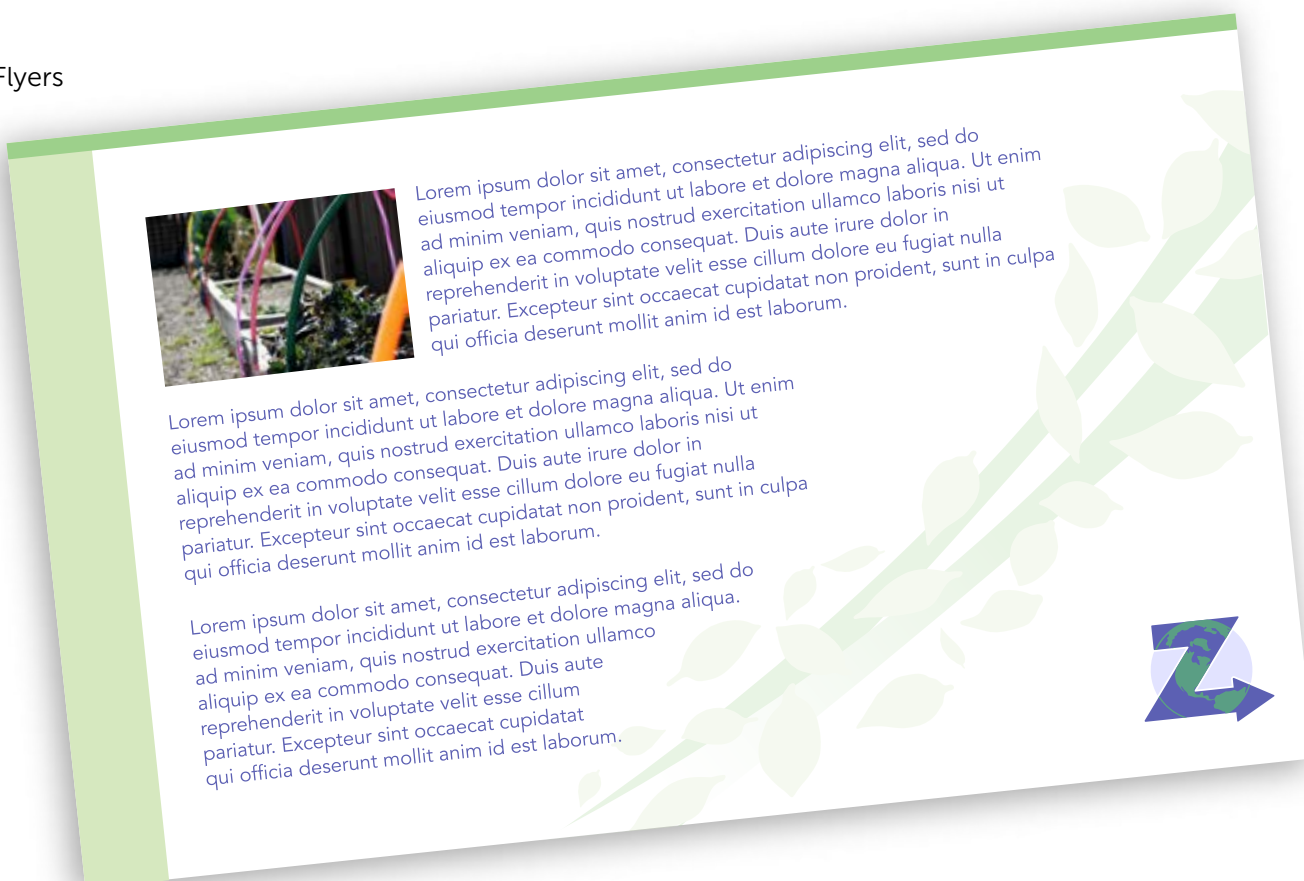 Flyers
Lorem ipsum dolor sit amet, consectetur adipiscing elit, sed do
eiusmod tempor incididunt ut labore et dolore magna aliqua. Ut enim
ad minim veniam, quis nostrud exercitation ullamco laboris nisi ut
aliquip ex ea commodo consequat. Duis aute irure dolor in
reprehenderit in voluptate velit esse cillum dolore eu fugiat nulla
pariatur. Excepteur sint occaecat cupidatat non proident, sunt in culpa
qui officia deserunt mollit anim id est laborum.
Lorem ipsum dolor sit amet, consectetur adipiscing elit, sed do
eiusmod tempor incididunt ut labore et dolore magna aliqua. Ut enim
ad minim veniam, quis nostrud exercitation ullamco laboris nisi ut
aliquip ex ea commodo consequat. Duis aute irure dolor in
reprehenderit in voluptate velit esse cillum dolore eu fugiat nulla
pariatur. Excepteur sint occaecat cupidatat non proident, sunt in culpa
qui officia deserunt mollit anim id est laborum.
Lorem ipsum dolor sit amet, consectetur adipiscing elit, sed do
eiusmod tempor incididunt ut labore et dolore magna aliqua.
ad minim veniam, quis nostrud exercitation ullamco
aliquip ex ea commodo consequat. Duis aute
reprehenderit in voluptate velit esse cillum
pariatur. Excepteur sint occaecat cupidatat
qui officia deserunt mollit anim id est laborum.
Z